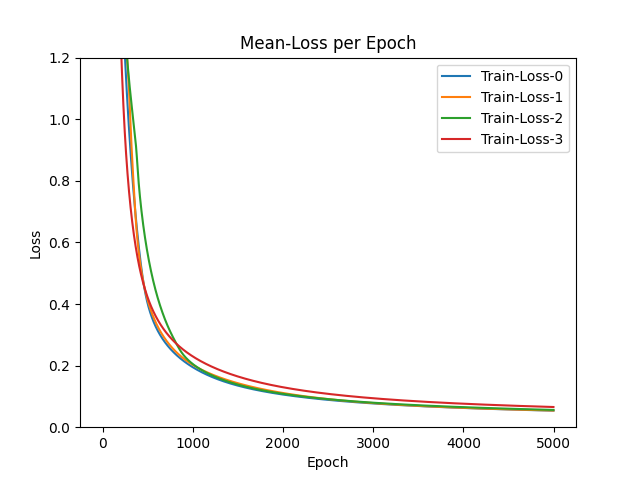 Mean-Loss per Epoch
1.2
1.0
0.8
0.6
0.4
0.2
0.0
Loss
Train-Loss-0
Train-Loss-1
Train-Loss-2
Train-Loss-3
0 1000 2000 3000 4000 5000
Epoch